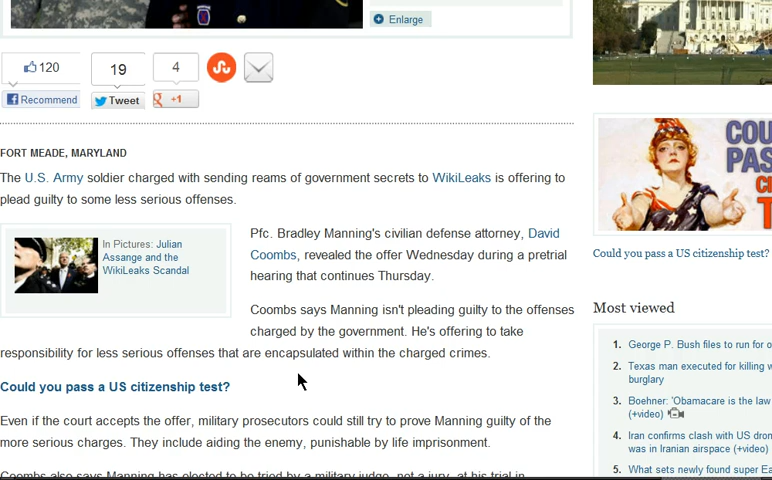 Enlarge
120
19
4
Recommend
Tweet
+1
FORT MEADE, MARYLAND
The U.S. Army soldier charged with sending reams of government secrets to WikiLeaks is offering to
plead guilty to some less serious offenses.
In Pictures: Julian
Assange and the
WikiLeaks Scandal
Pfc. Bradley Manning's civilian defense attorney, David
Coombs, revealed the offer Wednesday during a pretrial
hearing that continues Thursday.
Coombs says Manning isn't pleading guilty to the offenses
charged by the government. He's offering to take
responsibility for less serious offenses that are encapsulated within the charged crimes.
Could you pass a US citizenship test?
Even if the court accepts the offer, military prosecutors could still try to prove Manning guilty of the
more serious charges. They include aiding the enemy, punishable by life imprisonment.
Coombs also says Manning has elected to be tried by a military judge, not a jury, at his trial in
COU
PAS
CI
T
Could you pass a US citizenship test?
Most viewed
1. George P. Bush files to run for o
2. Texas man executed for killing w
burglary
3. Boehner: 'Obamacare is the law
(+video)
4. Iran confirms clash with US dron
was in Iranian airspace (+video)
5. What sets newly found super Ea